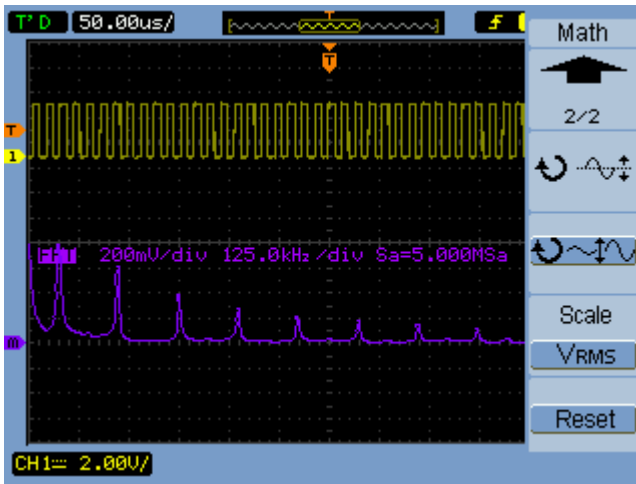 T'D 50.00us/
Math
T
2/2
T
1
FFT 200mV/div 125.0kHz/div Sa=5.000MSa
Scale
m
VRMS
Reset
CH1 2.00V/